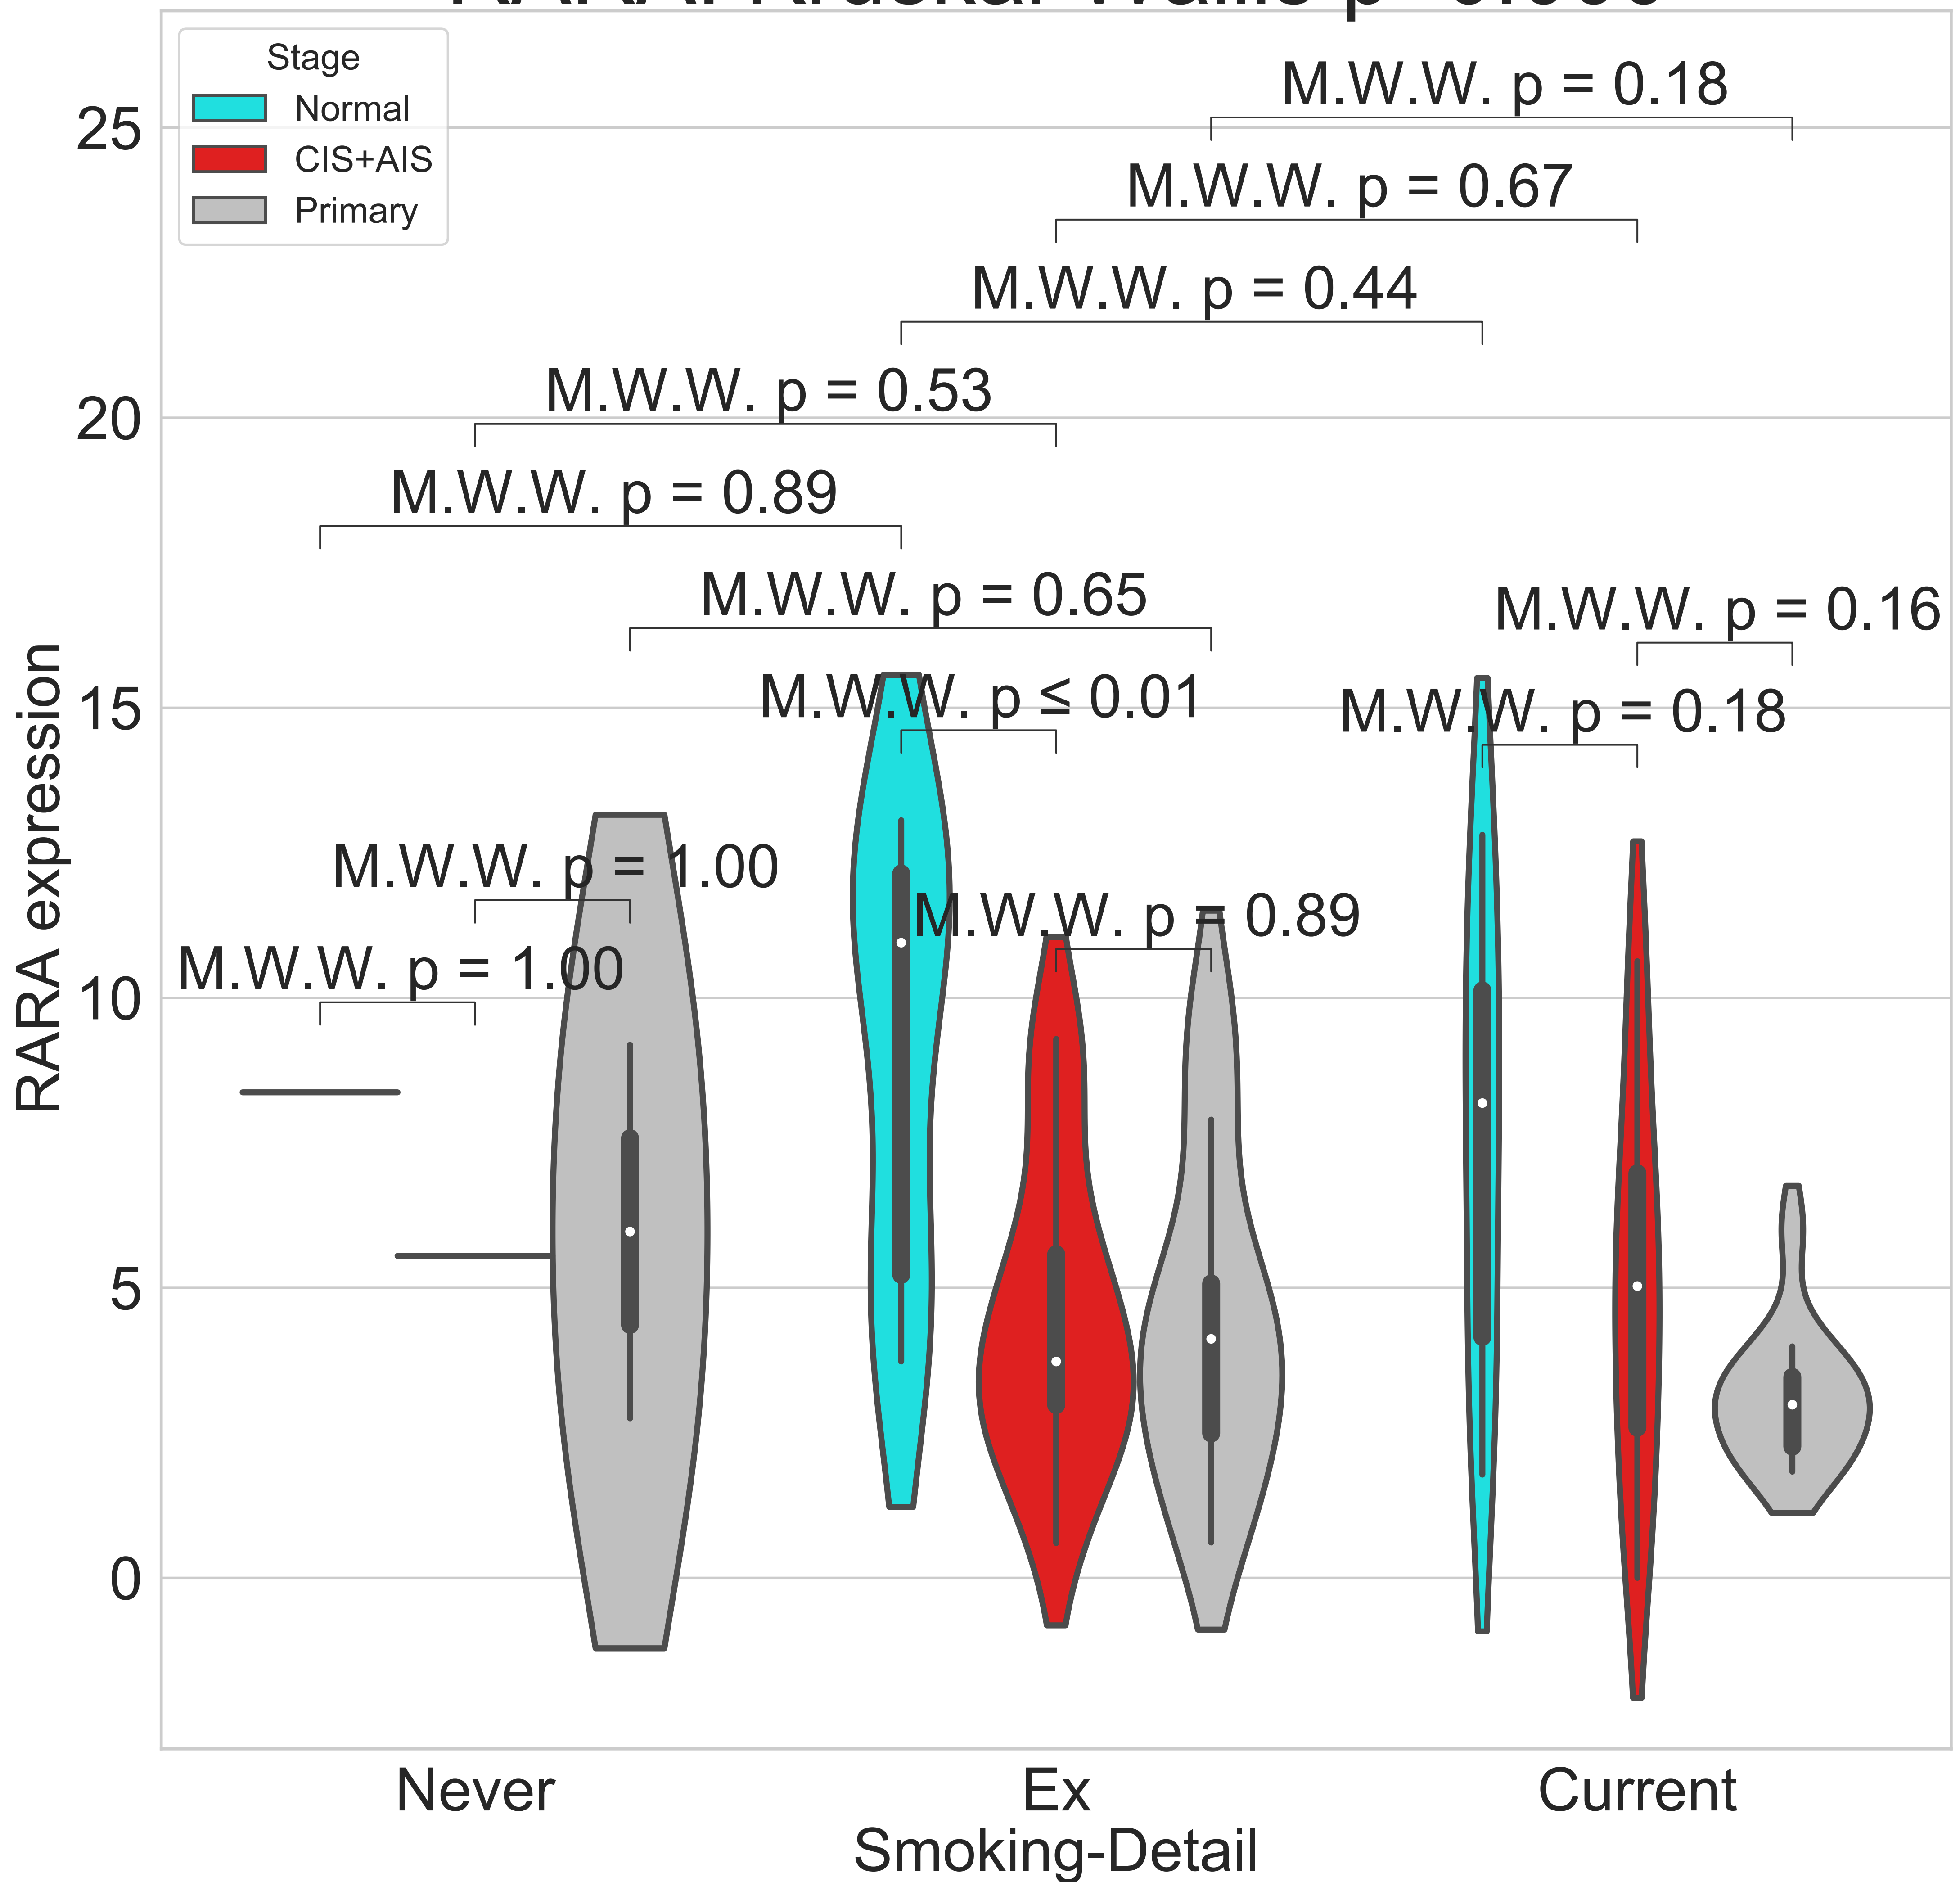 Stage
Normal
CIS+AIS
Primary
M.W.W. p = 0.18
M.W.W. p = 0.67
M.W.W. p = 0.44
M.W.W. p = 0.53
M.W.W. p = 0.89
M.W.W. p = 0.65
M.W.W. p = 0.16
M.W.W. p ≤ 0.01
M.W.W. p = 0.18
M.W.W. p = 1.00
M.W.W. p = 0.89
M.W.W. p = 1.00
25
20
15
10
5
0
RARA expression
Never
Ex
Current
Smoking-Detail